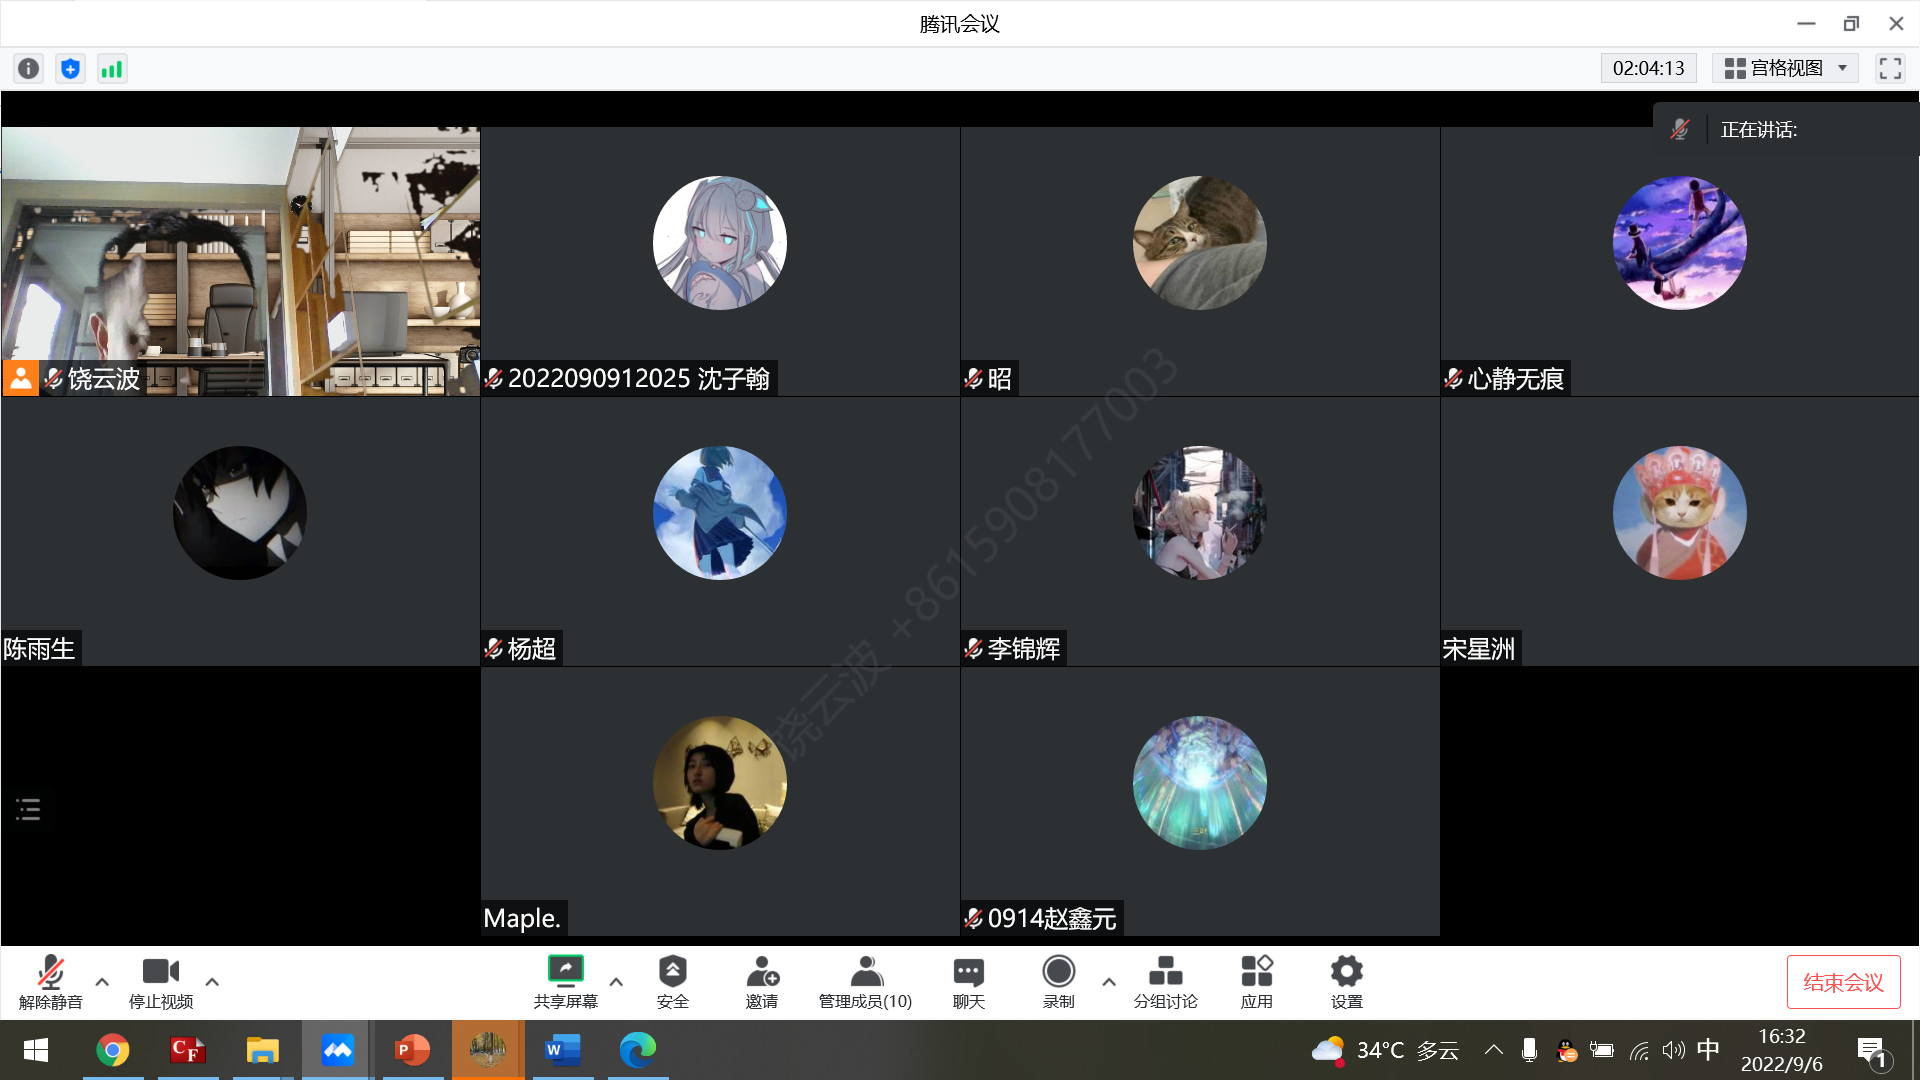 腾讯会议
02:04:13
宫格视图
正在讲话:
饶云波
2022090912025 沈子翰
昭
心静无痕
陈雨生
杨超
李锦辉
宋星洲
饶云波 +8615908177003
Maple.
0914赵鑫元
解除静音
停止视频
共享屏幕
安全
邀请
管理成员(10)
聊天
录制
分组讨论
应用
设置
结束会议
CF
P
W
34°C 多云
中
16:32
2022/9/6
1